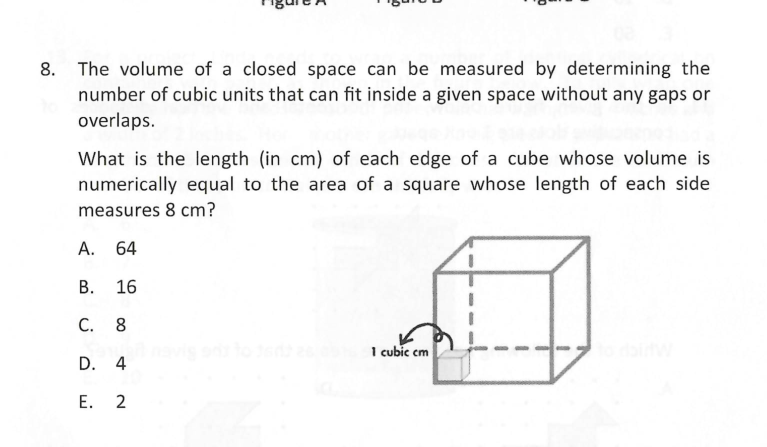 Figure A
8. The volume of a closed space can be measured by determining the
number of cubic units that can fit inside a given space without any gaps or
overlaps.
What is the length (in cm) of each edge of a cube whose volume is
numerically equal to the area of a square whose length of each side
measures 8 cm?
A. 64
B. 16
C. 8
D. 4
E. 2
1 cubic cm